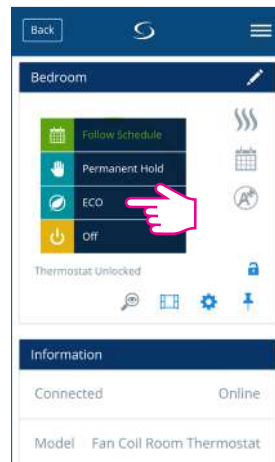 Back
Bedroom
Follow Schedule
Permanent Hold
ECO
Off
Thermostat Unlocked
Information
Connected Online
Model Fan Coil Room Thermostat